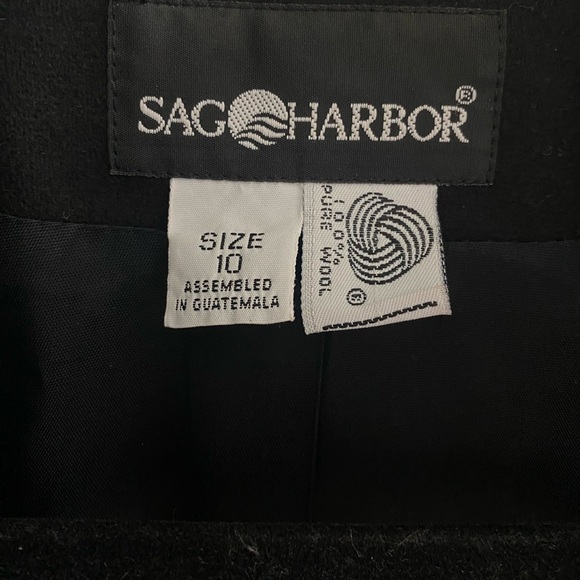 SAG HARBOR®
SIZE
10
ASSEMBLED
IN GUATEMALA
100%
PURE WOOL
®